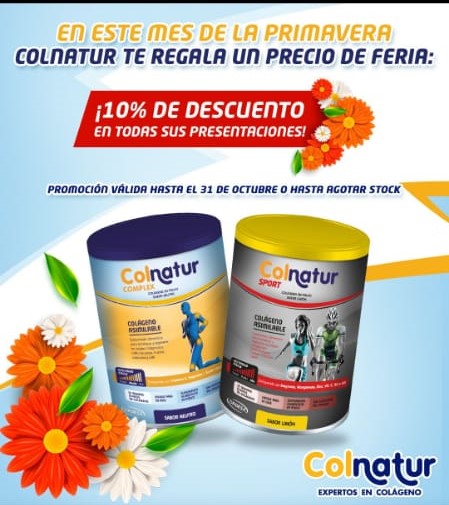 EN ESTE MES DE LA PRIMAVERA
COLNATUR TE REGALA UN PRECIO DE FERIA:
¡10% DE DESCUENTO
EN TODAS SUS PRESENTACIONES!
PROMOCIÓN VÁLIDA HASTA EL 31 DE OCTUBRE O HASTA AGOTAR STOCK
Colnatur
COMPLEX
COLÁGENO
ASIMILABLE
SABOR NEUTRO
Colnatur
SPORT
COLÁGENO
ASIMILABLE
SABOR LIMÓN
Colnatur
EXPERTOS EN COLÁGENO